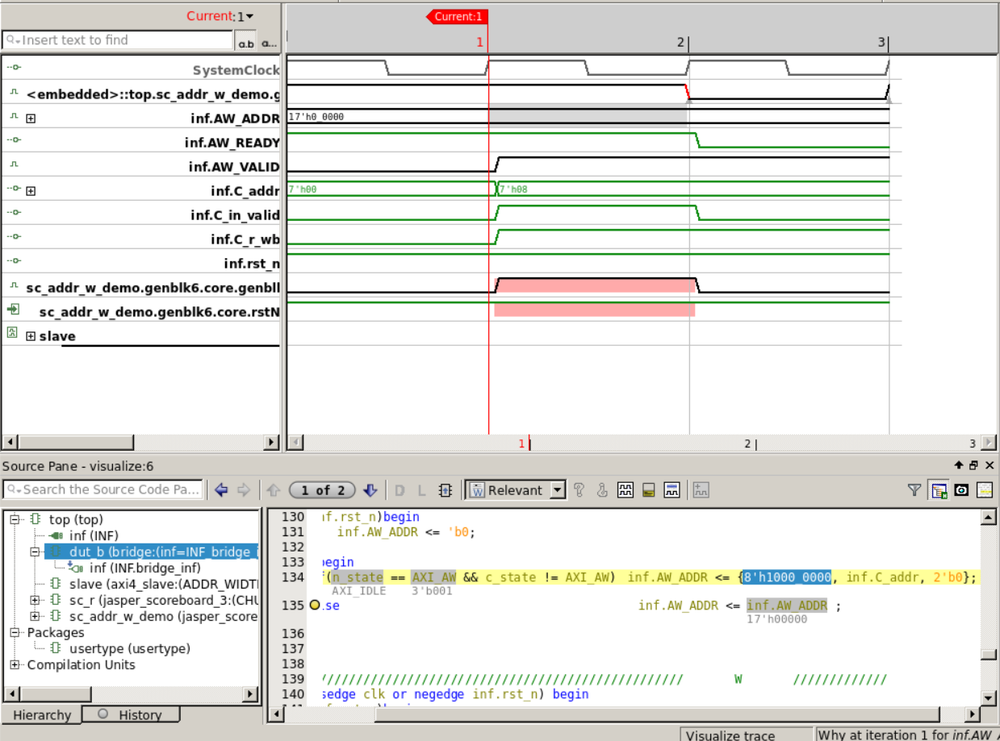 Current:1
Current:1
Insert text to find
a.b
a...
1
2
3
SystemClock
<embedded>::top.sc_addr_w_demo.g
inf.AW_ADDR
17'h0_0000
inf.AW_READY
inf.AW_VALID
inf.C_addr
7'h00
7'h08
inf.C_in_valid
inf.C_r_wb
inf.rst_n
sc_addr_w_demo.genblk6.core.genbl
sc_addr_w_demo.genblk6.core.rstN
slave
1
2
3
Source Pane - visualize:6
Search the Source Code Pa...
1 of 2
D
L
Relevant
top (top)
inf (INF)
dut_b (bridge:(inf=INF_bridge_i
inf (INF.bridge_inf)
slave (axi4_slave:(ADDR_WIDTI
sc_r (jasper_scoreboard_3:(CHU
sc_addr_w_demo (jasper_score
Packages
usertype (usertype)
Compilation Units
Hierarchy
History
130 nf.rst_n)begin
131 inf.AW_ADDR <= 'b0;
132
133 begin
134 f(n_state == AXI_AW && c_state != AXI_AW) inf.AW_ADDR <= {8'h1000_0000, inf.C_addr, 2'b0};
AXI_IDLE 3'b001
135 lse inf.AW_ADDR <= inf.AW_ADDR ;
17'h00000
136
137
138
139 //////////////////////////////////////////////// W /////////////
140 sedge clk or negedge inf.rst_n) begin
Visualize trace
Why at iteration 1 for inf.AW